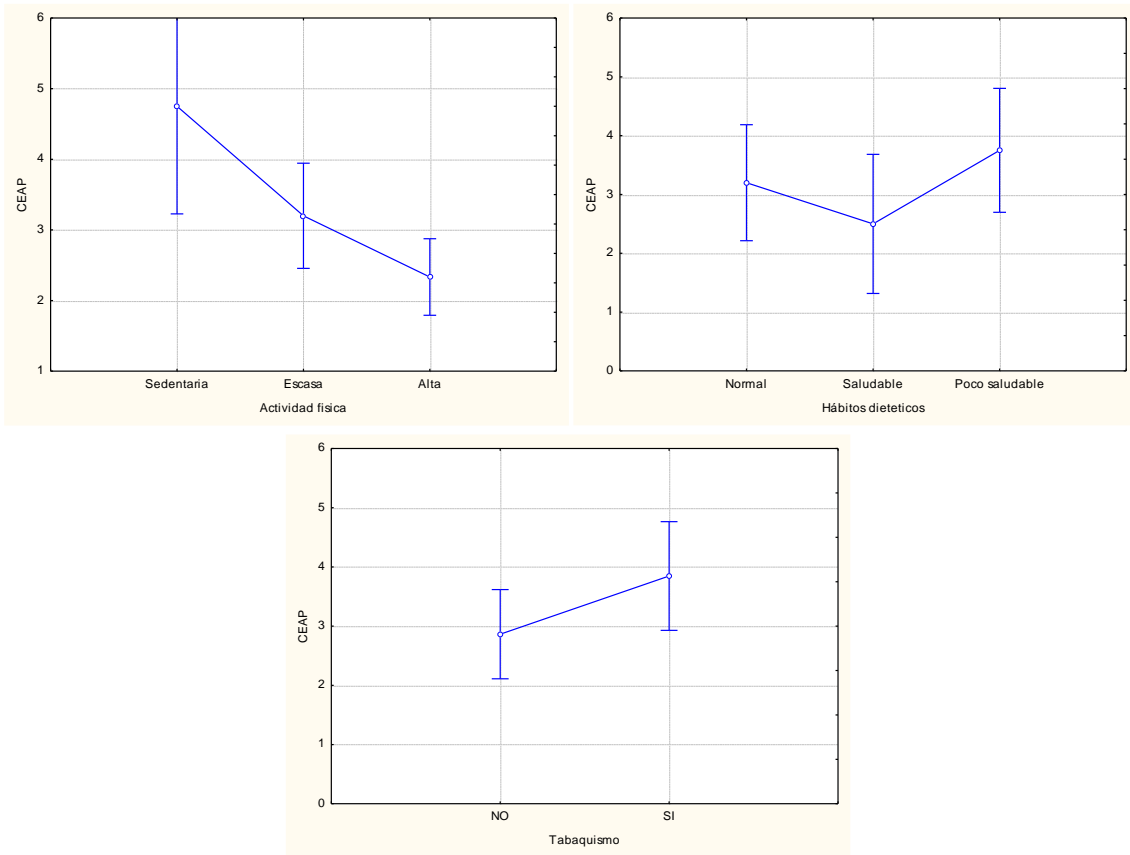 6
5
4
3
2
1
CEAP
Sedentaria Escasa Alta
Actividad fisica
6
5
4
3
2
1
0
CEAP
Normal Saludable Poco saludable
Hábitos dieteticos
6
5
4
3
2
1
0
CEAP
NO SI
Tabaquismo